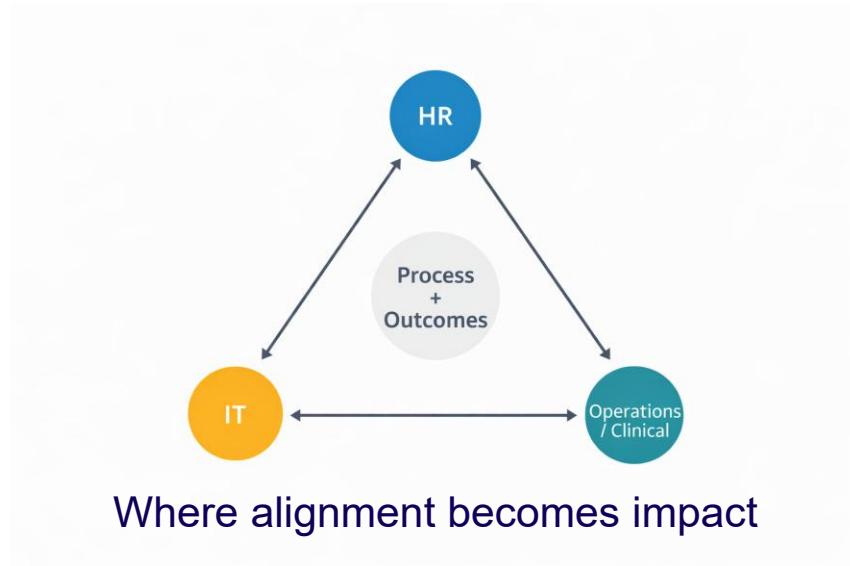 HR
Process
+
Outcomes
IT
Operations
/ Clinical
Where alignment becomes impact